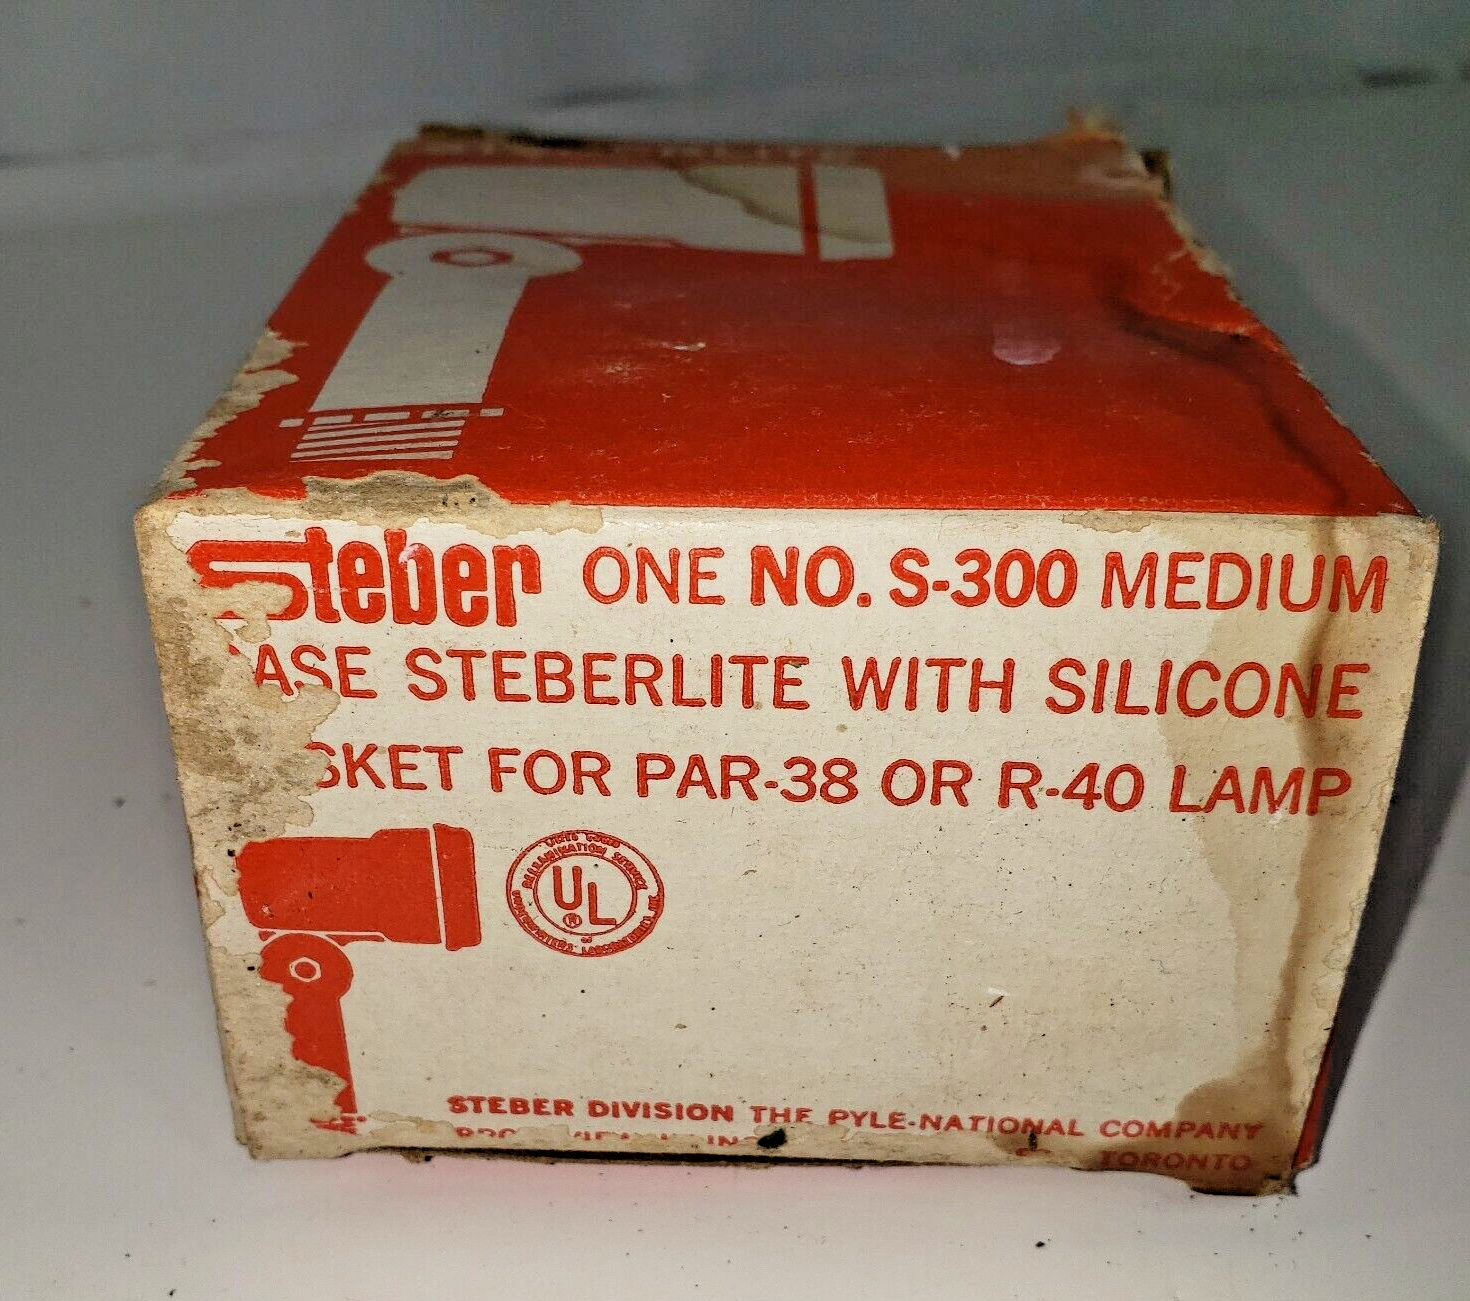 Steber ONE NO. S-300 MEDIUM
ASE STEBERLITE WITH SILICONE
SKET FOR PAR-38 OR R-40 LAMP
UL
®
STEBER DIVISION THE PYLE-NATIONAL COMPANY
TORONTO